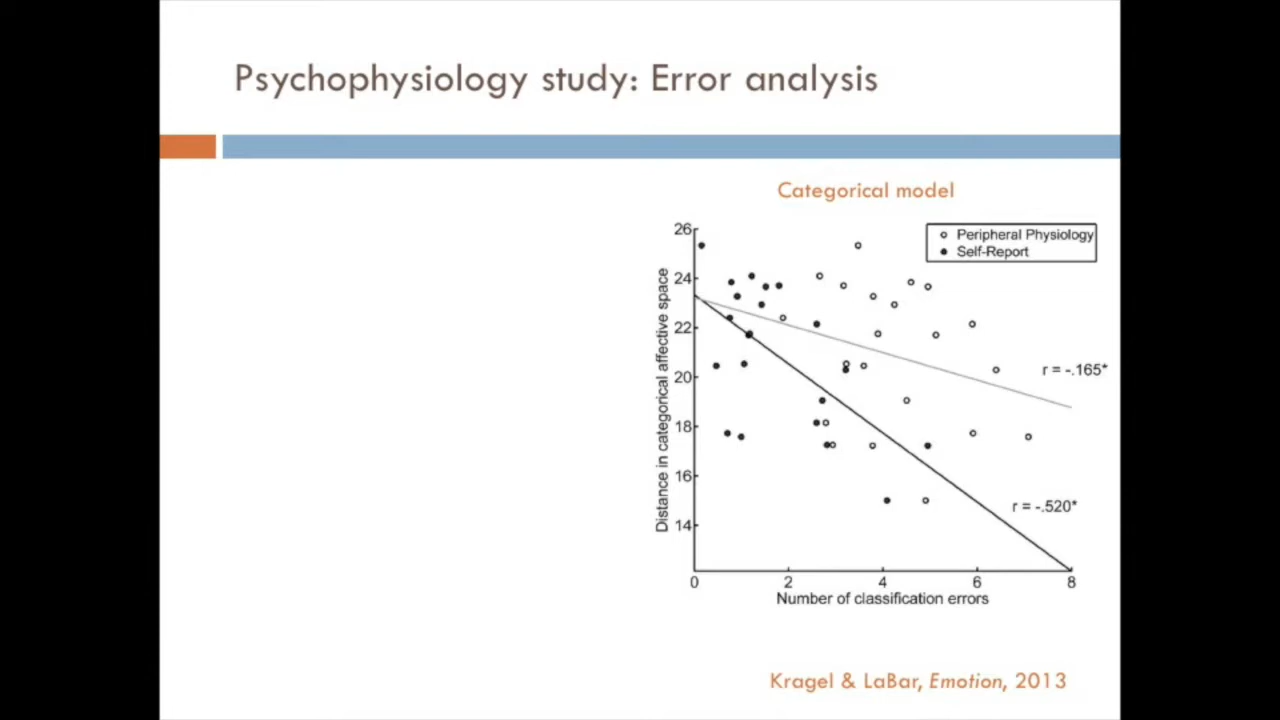 Psychophysiology study: Error analysis
Categorical model
Peripheral Physiology
Self-Report
26
24
22
20
18
16
14
Distance in categorical affective space
r = -.165*
r = -.520*
0 2 4 6 8
Number of classification errors
Kragel & LaBar, Emotion, 2013